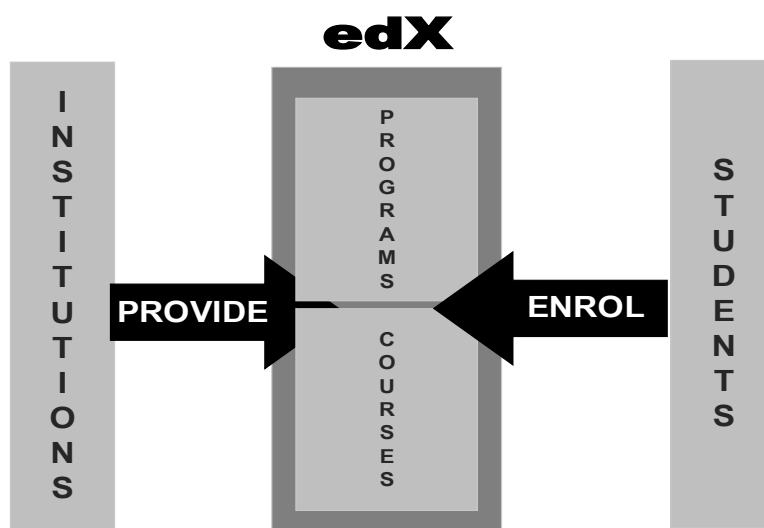 edX
INSTITUTIONS
PROVIDE
PROGRAMS
COURSES
ENROL
STUDENTS